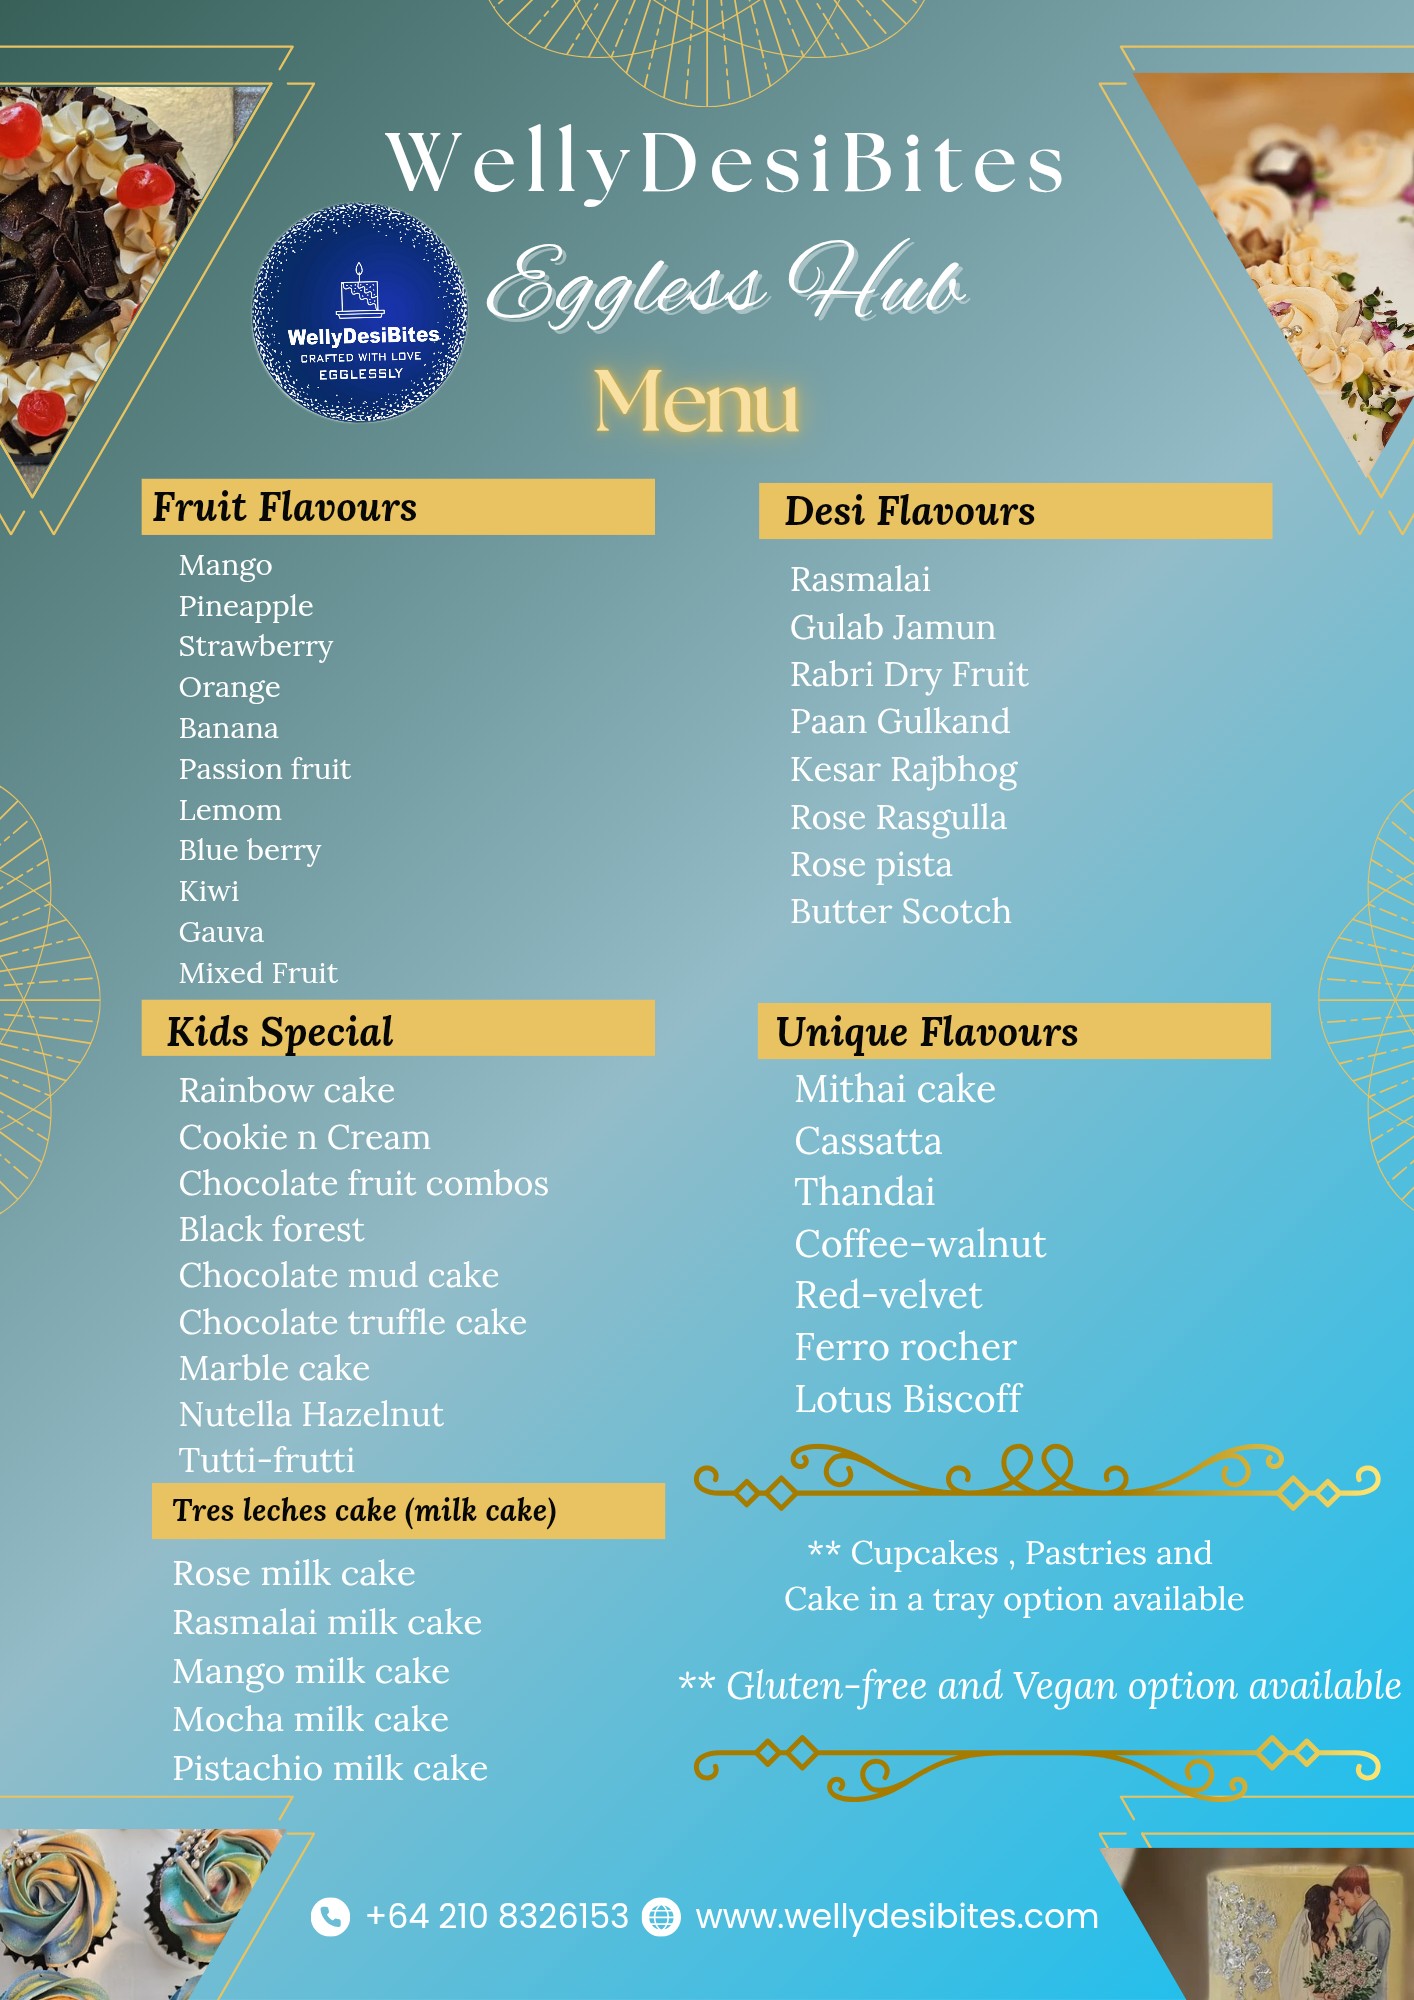 WellyDesiBites
Eggless Hub
WellyDesiBites
CRAFTED WITH LOVE
EGGLESSLY
Menu
Fruit Flavours
Mango
Pineapple
Strawberry
Orange
Banana
Passion fruit
Lemom
Blue berry
Kiwi
Gauva
Mixed Fruit
Desi Flavours
Rasmalai
Gulab Jamun
Rabri Dry Fruit
Paan Gulkand
Kesar Rajbhog
Rose Rasgulla
Rose pista
Butter Scotch
Kids Special
Rainbow cake
Cookie n Cream
Chocolate fruit combos
Black forest
Chocolate mud cake
Chocolate truffle cake
Marble cake
Nutella Hazelnut
Tutti-frutti
Unique Flavours
Mithai cake
Cassatta
Thandai
Coffee-walnut
Red-velvet
Ferro rocher
Lotus Biscoff
Tres leches cake (milk cake)
Rose milk cake
Rasmalai milk cake
Mango milk cake
Mocha milk cake
Pistachio milk cake
** Cupcakes , Pastries and
Cake in a tray option available
** Gluten-free and Vegan option available
+64 210 8326153 www.wellydesibites.com